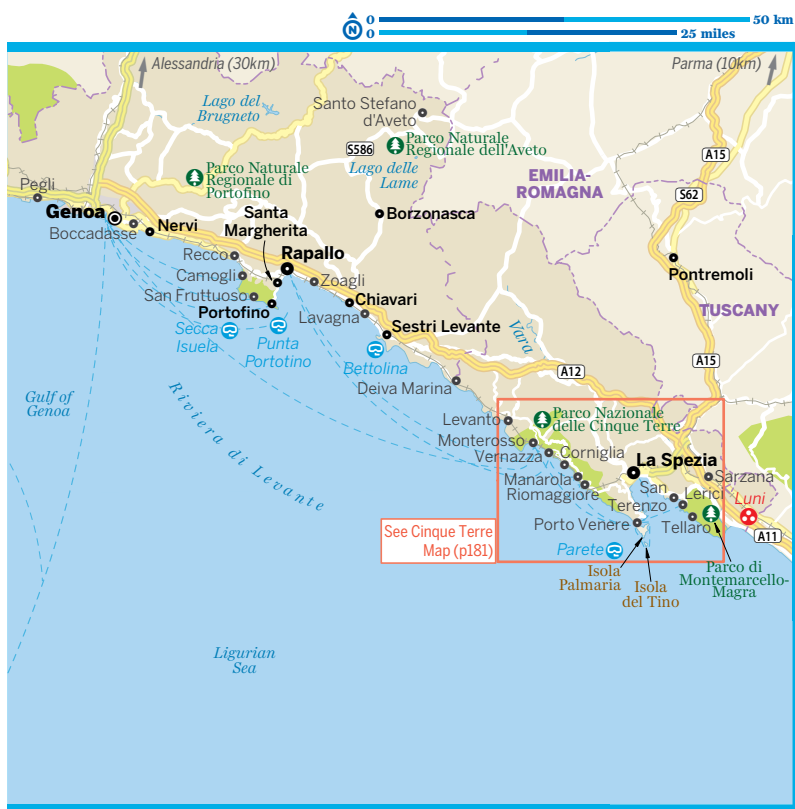 0
50 km
N
0
25 miles
Alessandria (30km)
Parma (10km)
Lago del
Brugneto
Santo Stefano
d'Aveto
Parco Naturale
Regionale dell'Aveto
S586
Lago delle
Lame
A15
Parco Naturale
Regionale di
Portofino
EMILIA-
ROMAGNA
S62
Pegli
Genoa
Boccadasse
Nervi
Santa
Margherita
Borzonasca
Recco
Rapallo
Camogli
Zoagli
Pontremoli
San Fruttuoso
Portofino
Chiavari
Lavagna
TUSCANY
Secca
Isuela
Punta
Portotino
Sestri Levante
Vara
Bettolina
A15
A12
Deiva Marina
Gulf of
Genoa
Riviera di Levante
Levanto
Parco Nazionale
delle Cinque Terre
Monterosso
Vernazza
Corniglia
La Spezia
Manarola
Riomaggiore
San
Terenzo
Sarzana
Lerici
Luni
Porto Venere
Tellaro
A11
See Cinque Terre
Map (p181)
Parete
Isola
Palmaria
Isola
del Tino
Parco di
Montemarcello-
Magra
Ligurian
Sea